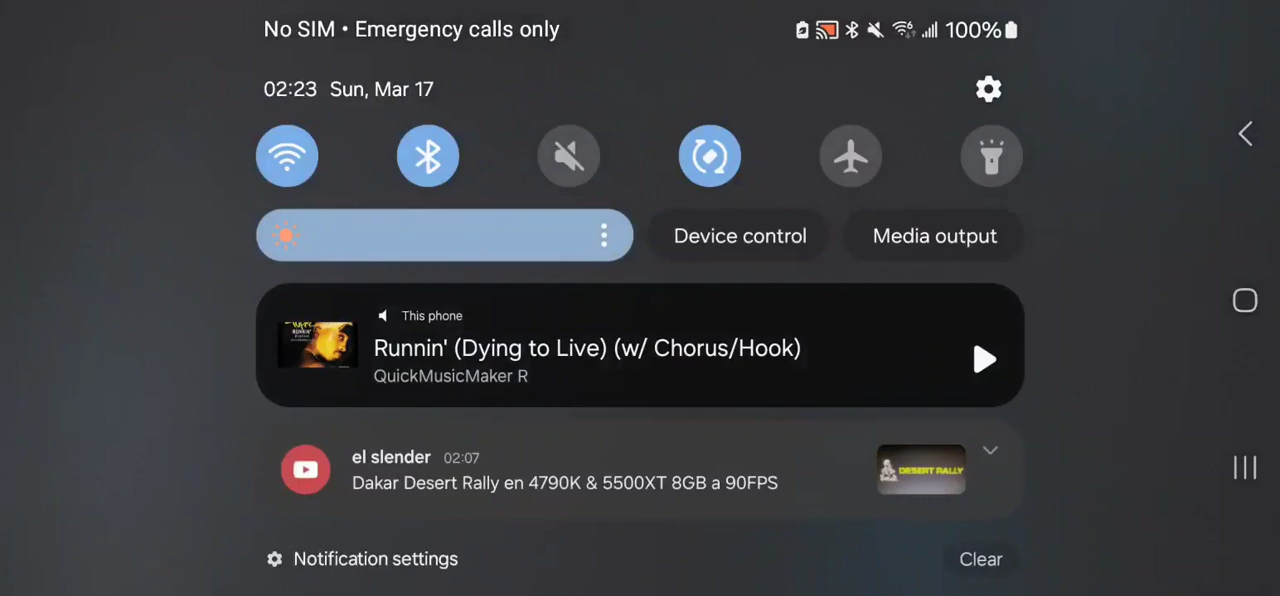 No SIM • Emergency calls only
100%
02:23 Sun, Mar 17
Device control
Media output
This phone
Runnin' (Dying to Live) (w/ Chorus/Hook)
QuickMusicMaker R
el slender 02:07
Dakar Desert Rally en 4790K & 5500XT 8GB a 90FPS
DESERT RALLY
Notification settings
Clear